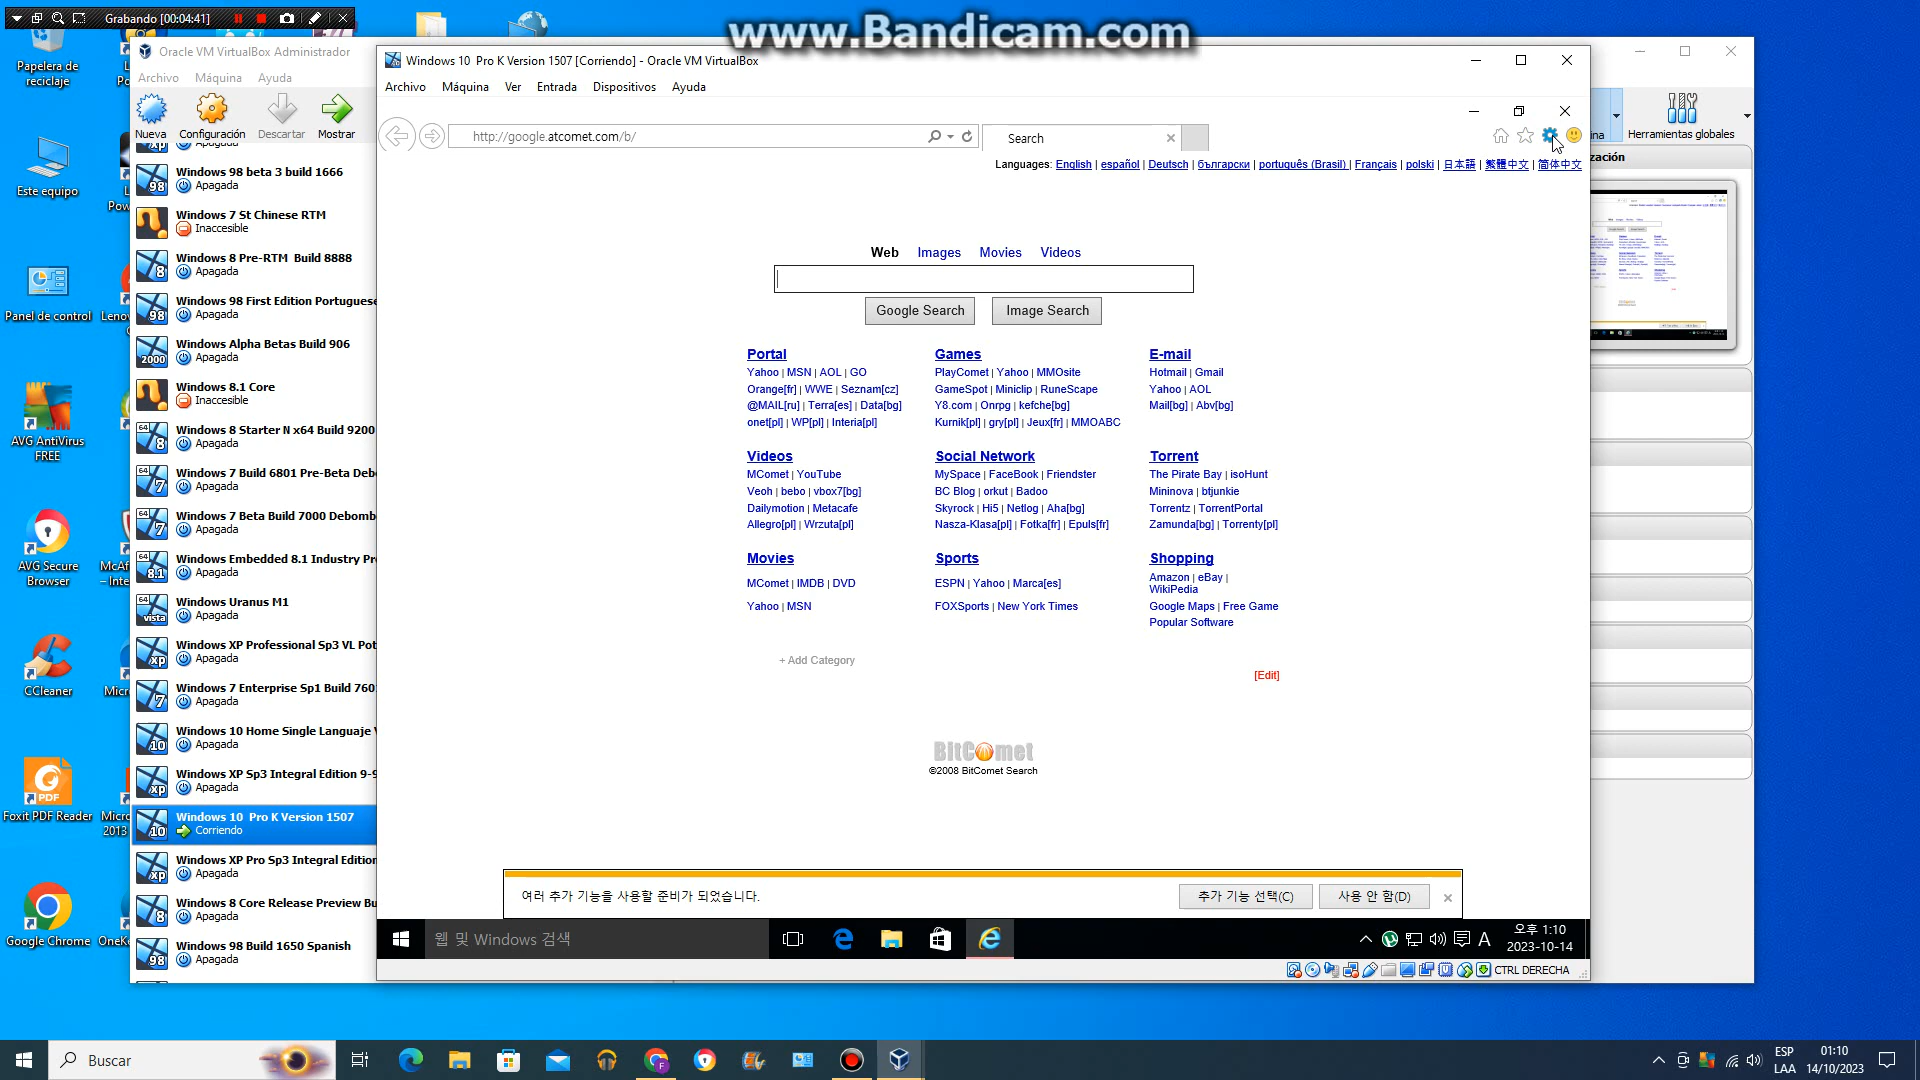 Grabando [00:04:41]
www.Bandicam.com
Papelera de
reciclaje
Este equipo
Panel de control
AVG AntiVirus
FREE
AVG Secure
Browser
CCleaner
Foxit PDF Reader
Google Chrome
Oracle VM VirtualBox Administrador
Archivo Máquina Ayuda
Nueva Configuración Descartar Mostrar
Windows 98 beta 3 build 1666
Apagada
Windows 7 St Chinese RTM
Inaccesible
Windows 8 Pre-RTM Build 8888
Apagada
Windows 98 First Edition Portuguese
Apagada
Windows Alpha Betas Build 906
Apagada
Windows 8.1 Core
Inaccesible
Windows 8 Starter N x64 Build 9200
Apagada
Windows 7 Build 6801 Pre-Beta Deb
Apagada
Windows 7 Beta Build 7000 Debomb
Apagada
Windows Embedded 8.1 Industry Pr
Apagada
Windows Uranus M1
Apagada
Windows XP Professional Sp3 VL Pot
Apagada
Windows 7 Enterprise Sp1 Build 760
Apagada
Windows 10 Home Single Languaje V
Apagada
Windows XP Sp3 Integral Edition 9-9
Apagada
Windows 10 Pro K Version 1507
Corriendo
Windows XP Pro Sp3 Integral Edition
Apagada
Windows 8 Core Release Preview Bu
Apagada
Windows 98 Build 1650 Spanish
Apagada
Windows 10 Pro K Version 1507 [Corriendo] - Oracle VM VirtualBox
Archivo Máquina Ver Entrada Dispositivos Ayuda
http://google.atcomet.com/b/
Search
Languages: English | español | Deutsch | български | português (Brasil) | Français | polski | 日本語 | 繁體中文 | 简体中文
Web Images Movies Videos
Google Search Image Search
Portal
Yahoo | MSN | AOL | GO
Orange[fr] | WWE | Seznam[cz]
@MAIL[ru] | Terra[es] | Data[bg]
onet[pl] | WP[pl] | Interia[pl]
Games
PlayComet | Yahoo | MMOsite
GameSpot | Miniclip | RuneScape
Y8.com | Onrpg | kefche[bg]
Kurnik[pl] | gry[pl] | Jeux[fr] | MMOABC
E-mail
Hotmail | Gmail
Yahoo | AOL
Mail[bg] | Abv[bg]
Videos
MComet | YouTube
Veoh | bebo | vbox7[bg]
Dailymotion | Metacafe
Allegro[pl] | Wrzuta[pl]
Social Network
MySpace | FaceBook | Friendster
BC Blog | orkut | Badoo
Skyrock | Hi5 | Netlog | Aha[bg]
Nasza-Klasa[pl] | Fotka[fr] | Epuls[fr]
Torrent
The Pirate Bay | isoHunt
Mininova | btjunkie
Torrentz | TorrentPortal
Zamunda[bg] | Torrenty[pl]
Movies
MComet | IMDB | DVD
Yahoo | MSN
Sports
ESPN | Yahoo | Marca[es]
FOXSports | New York Times
Shopping
Amazon | eBay |
WikiPedia
Google Maps | Free Game
Popular Software
+ Add Category
[Edit]
BitComet
©2008 BitComet Search
여러 추가 기능을 사용할 준비가 되었습니다.
추가 기능 선택(C) 사용 안 함(D)
웹 및 Windows 검색
A
오후 1:10
2023-10-14
CTRL DERECHA
ina
Herramientas globales
zación
Buscar
ESP
LAA
01:10
14/10/2023